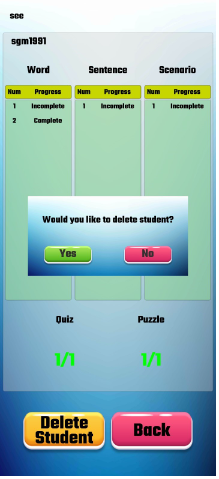 see
sgm1991
Word Sentence Scenario
Num Progress Num Progress Num Progress
1 Incomplete 1 Incomplete 1 Incomplete
2 Complete
Would you like to delete student?
Yes No
Quiz Puzzle
1/1 1/1
Delete
Student
Back